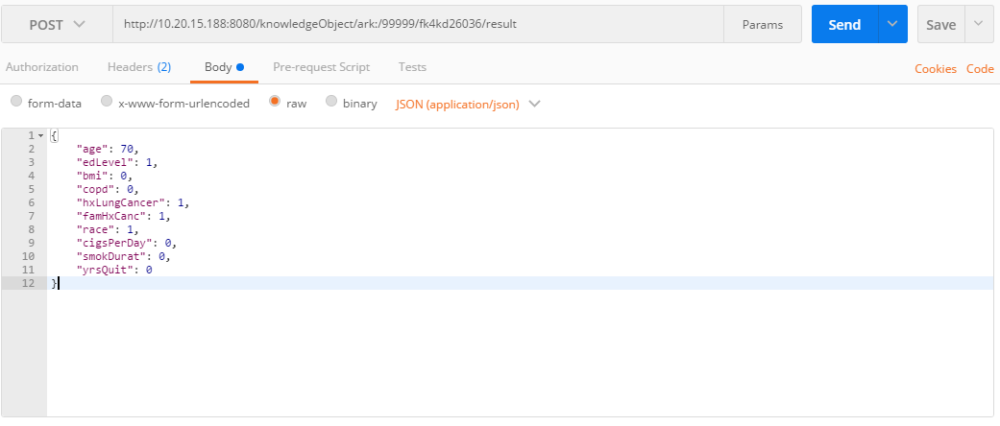 POST http://10.20.15.188:8080/knowledgeObject/ark:/99999/fk4kd26036/result Params Send Save
Authorization Headers (2) Body Pre-request Script Tests Cookies Code
form-data x-www-form-urlencoded raw binary JSON (application/json)
1 {
2 "age": 70,
3 "edLevel": 1,
4 "bmi": 0,
5 "copd": 0,
6 "hxLungCancer": 1,
7 "famHxCanc": 1,
8 "race": 1,
9 "cigsPerDay": 0,
10 "smokDurat": 0,
11 "yrsQuit": 0
12 }